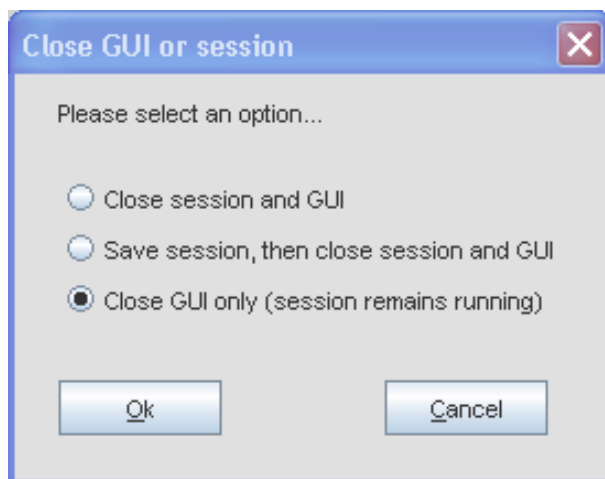 Close GUI or session
Please select an option...
Close session and GUI
Save session, then close session and GUI
Close GUI only (session remains running)
Ok
Cancel